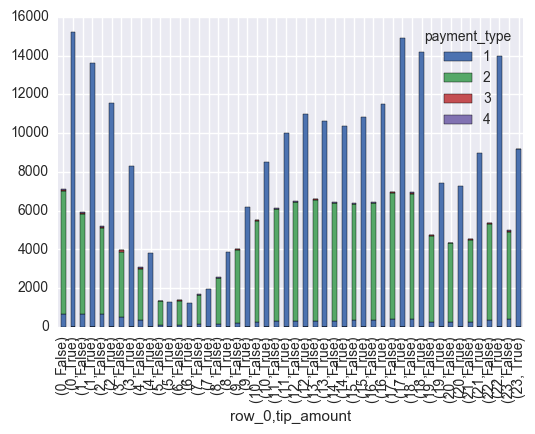 16000
14000
12000
10000
8000
6000
4000
2000
0
payment_type
1
2
3
4
(0, False)
(0, True)
(1, False)
(1, True)
(2, False)
(2, True)
(3, False)
(3, True)
(4, False)
(4, True)
(5, False)
(5, True)
(6, False)
(6, True)
(7, False)
(7, True)
(8, False)
(8, True)
(9, False)
(9, True)
(10, False)
(10, True)
(11, False)
(11, True)
(12, False)
(12, True)
(13, False)
(13, True)
(14, False)
(14, True)
(15, False)
(15, True)
(16, False)
(16, True)
(17, False)
(17, True)
(18, False)
(18, True)
(19, False)
(19, True)
(20, False)
(20, True)
(21, False)
(21, True)
(22, False)
(22, True)
(23, False)
(23, True)
row_0,tip_amount